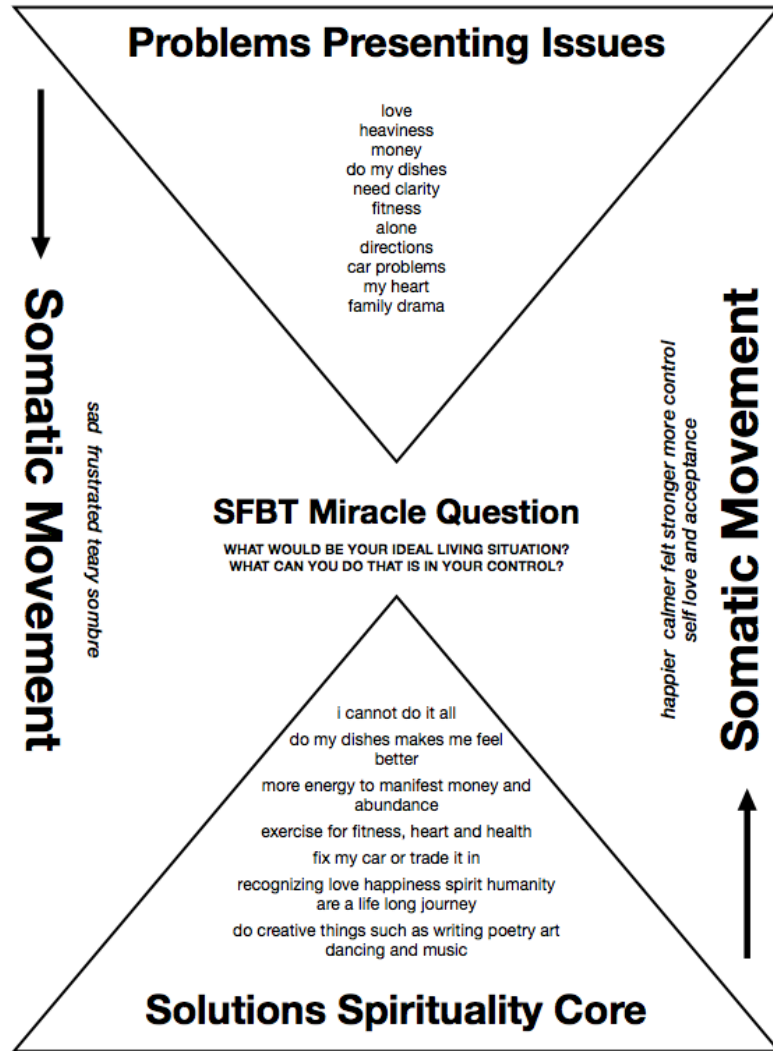 Problems Presenting Issues
love
heaviness
money
do my dishes
need clarity
fitness
alone
directions
car problems
my heart
family drama
Somatic Movement
sad frustrated teary sombre
SFBT Miracle Question
WHAT WOULD BE YOUR IDEAL LIVING SITUATION?
WHAT CAN YOU DO THAT IS IN YOUR CONTROL?
happier calmer felt stronger more control
self love and acceptance
Somatic Movement
i cannot do it all
do my dishes makes me feel
better
more energy to manifest money and
abundance
exercise for fitness, heart and health
fix my car or trade it in
recognizing love happiness spirit humanity
are a life long journey
do creative things such as writing poetry art
dancing and music
Solutions Spirituality Core